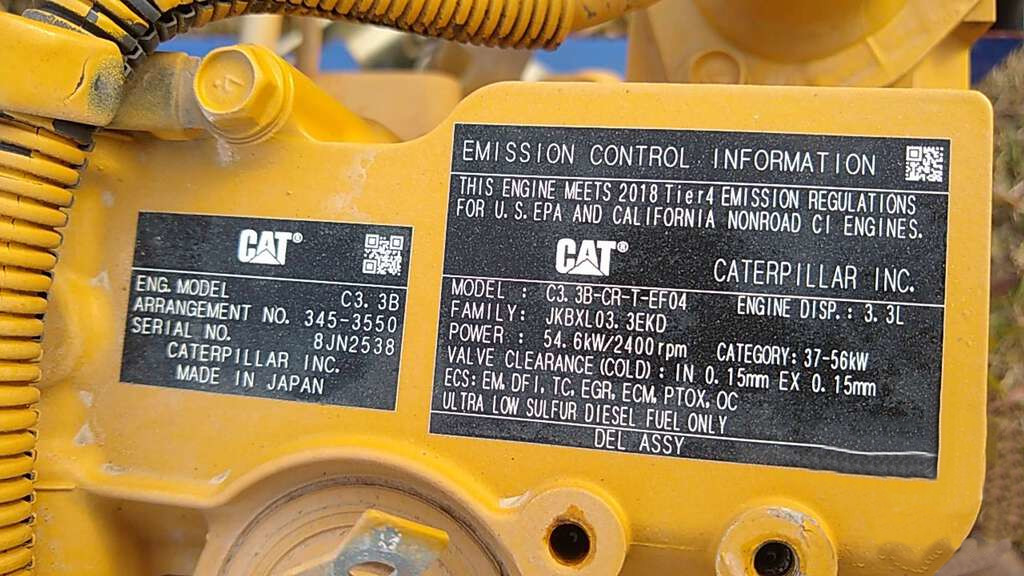 CAT®
ENG. MODEL C3.3B
ARRANGEMENT NO. 345-3550
SERIAL NO. 8JN2538
CATERPILLAR INC.
MADE IN JAPAN
EMISSION CONTROL INFORMATION
THIS ENGINE MEETS 2018 Tier4 EMISSION REGULATIONS
FOR U.S.EPA AND CALIFORNIA NONROAD CI ENGINES.
CAT® CATERPILLAR INC.
MODEL : C3.3B-CR-T-EF04 ENGINE DISP.: 3.3L
FAMILY: JKBXL03.3EKD
POWER: 54.6kW/2400rpm CATEGORY: 37-56kW
VALVE CLEARANCE(COLD): IN 0.15mm EX 0.15mm
ECS: EM, DFI, TC, EGR, ECM, PTOX, OC
ULTRA LOW SULFUR DIESEL FUEL ONLY
DEL ASSY